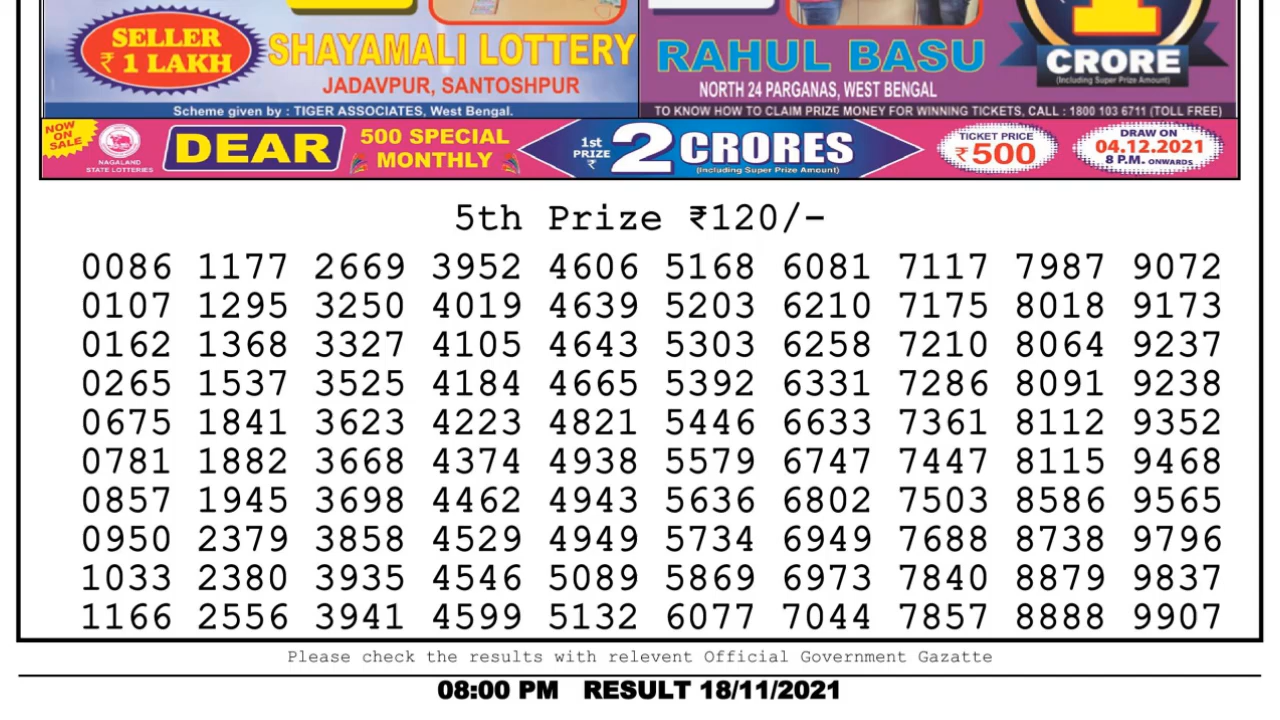 SELLER
₹ 1 LAKH
SHAYAMALI LOTTERY
JADAVPUR, SANTOSHPUR
Scheme given by : TIGER ASSOCIATES, West Bengal.
RAHUL BASU
NORTH 24 PARGANAS, WEST BENGAL
1
CRORE
(Including Super Prize Amount)
TO KNOW HOW TO CLAIM PRIZE MONEY FOR WINNING TICKETS, CALL : 1800 103 6711 (TOLL FREE)
NOW
ON
SALE
NAGALAND
STATE LOTTERIES
DEAR
500 SPECIAL
MONTHLY
1st
PRIZE
₹
2 CRORES
(Including Super Prize Amount)
TICKET PRICE
₹500
DRAW ON
04.12.2021
8 P.M. ONWARDS
5th Prize ₹120/-
0086 1177 2669 3952 4606 5168 6081 7117 7987 9072
0107 1295 3250 4019 4639 5203 6210 7175 8018 9173
0162 1368 3327 4105 4643 5303 6258 7210 8064 9237
0265 1537 3525 4184 4665 5392 6331 7286 8091 9238
0675 1841 3623 4223 4821 5446 6633 7361 8112 9352
0781 1882 3668 4374 4938 5579 6747 7447 8115 9468
0857 1945 3698 4462 4943 5636 6802 7503 8586 9565
0950 2379 3858 4529 4949 5734 6949 7688 8738 9796
1033 2380 3935 4546 5089 5869 6973 7840 8879 9837
1166 2556 3941 4599 5132 6077 7044 7857 8888 9907
Please check the results with relevent Official Government Gazatte
08:00 PM RESULT 18/11/2021